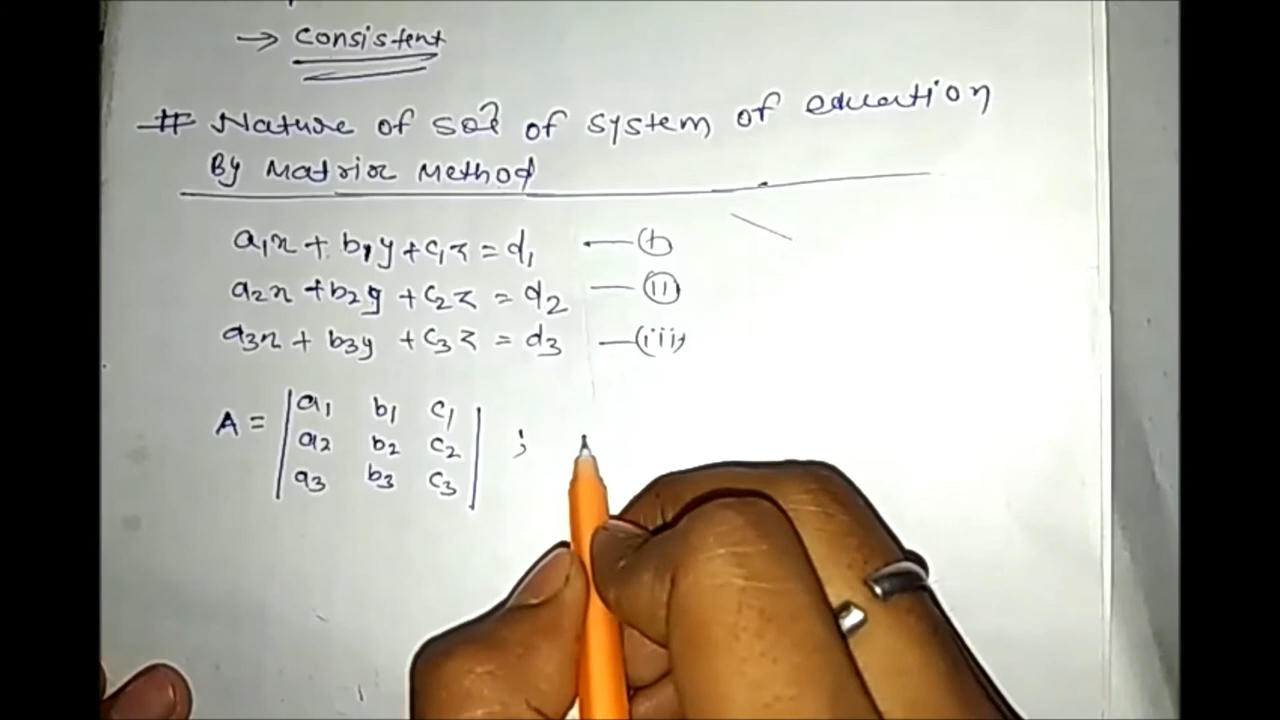 → consistent
# Nature of solⁿ of system of equation
By Matrix Method
a₁x + b₁y + c₁z = d₁ — (i)
a₂x + b₂y + c₂z = d₂ — (ii)
a₃x + b₃y + c₃z = d₃ — (iii)
A = | a₁ b₁ c₁ | ;
| a₂ b₂ c₂ |
| a₃ b₃ c₃ |